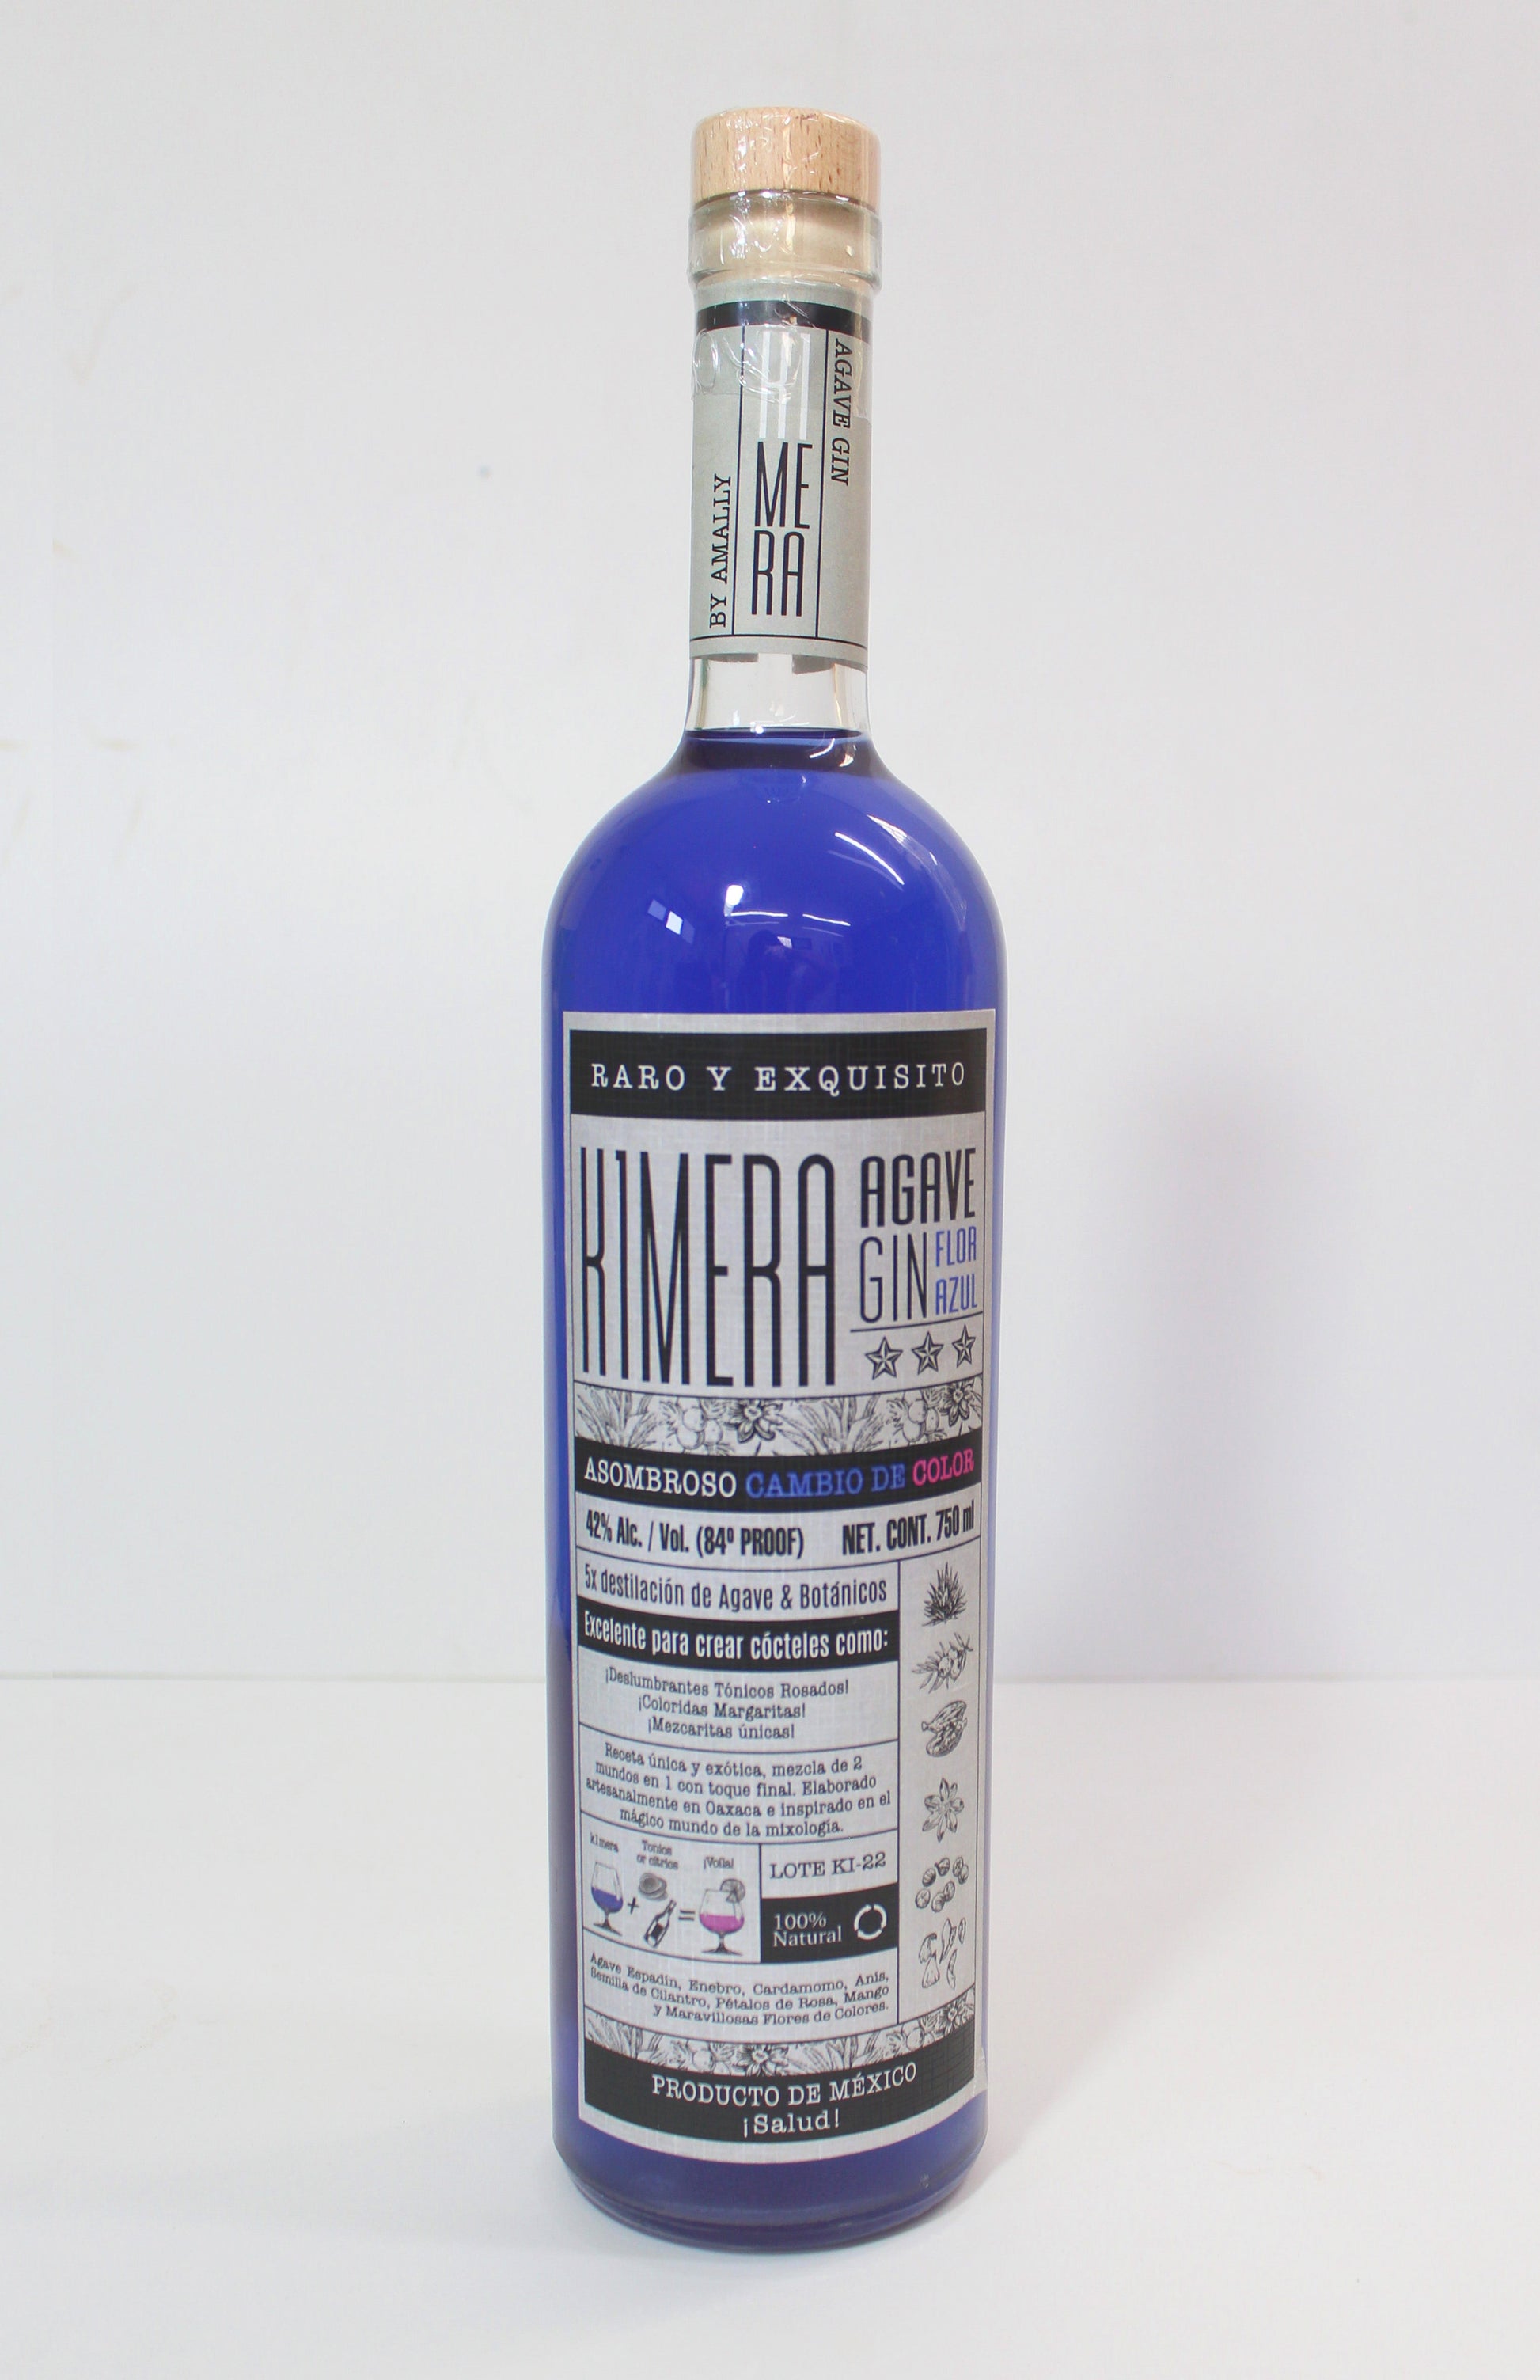 BY AMALLY
ME
RA
AGAVE GIN
RARO Y EXQUISITO
K1MERA
AGAVE
GIN FLOR
AZUL
ASOMBROSO CAMBIO DE COLOR
42% Alc. / Vol. (84º PROOF) NET. CONT. 750 ml
5x destilación de Agave & Botánicos
Excelente para crear cócteles como:
¡Deslumbrantes Tónicos Rosados!
¡Coloridas Margaritas!
¡Mezcaritas únicas!
Receta única y exótica, mezcla de 2
mundos en 1 con toque final. Elaborado
artesanalmente en Oaxaca e inspirado en el
mágico mundo de la mixología.
k1mera
or cítricos
LOTE KI-22
100%
Natural
Agave Espadín, Enebro, Cardamomo, Anís,
Semilla de Cilantro, Pétalos de Rosa, Mango
y Maravillosas Flores de Colores.
PRODUCTO DE MÉXICO
¡Salud!